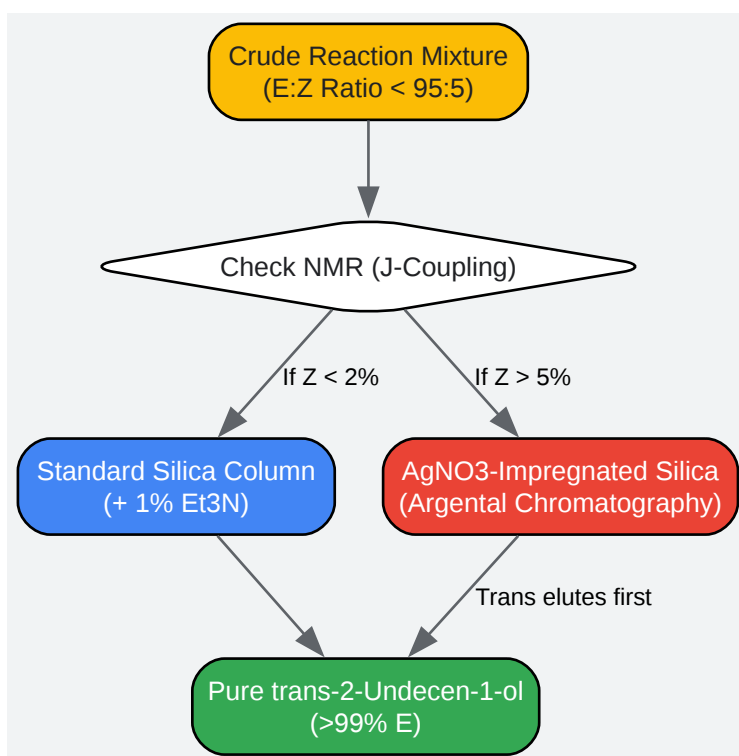 Crude Reaction Mixture
(E:Z Ratio < 95:5)
Check NMR (J-Coupling)
If Z < 2%
If Z > 5%
Standard Silica Column
(+ 1% Et3N)
AgNO3-Impregnated Silica
(Argental Chromatography)
Trans elutes first
Pure trans-2-Undecen-1-ol
(>99% E)